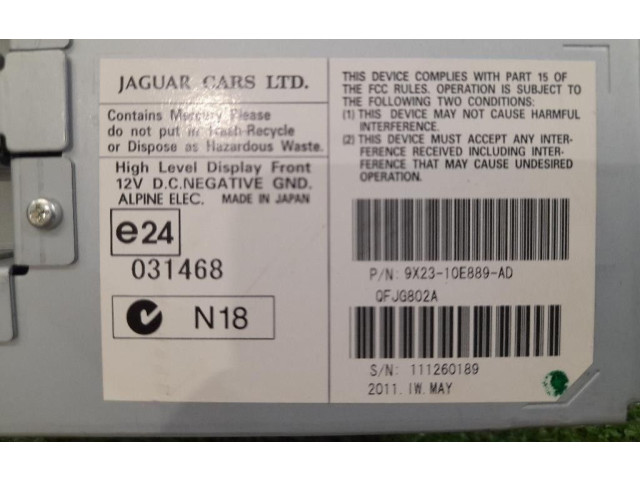 JAGUAR CARS LTD.
Contains Mercury Please
do not put in Trash-Recycle
or Dispose as Hazardous Waste.
High Level Display Front
12V D.C.NEGATIVE GND.
ALPINE ELEC. MADE IN JAPAN
e24
031468
N18
THIS DEVICE COMPLIES WITH PART 15 OF
THE FCC RULES. OPERATION IS SUBJECT TO
THE FOLLOWING TWO CONDITIONS:
(1) THIS DEVICE MAY NOT CAUSE HARMFUL
INTERFERENCE.
(2) THIS DEVICE MUST ACCEPT ANY INTER-
FERENCE RECEIVED INCLUDING INTER-
FERENCE THAT MAY CAUSE UNDESIRED
OPERATION.
P/N: 9X23-10E889-AD
QFJG802A
S/N: 111260189
2011. IW. MAY